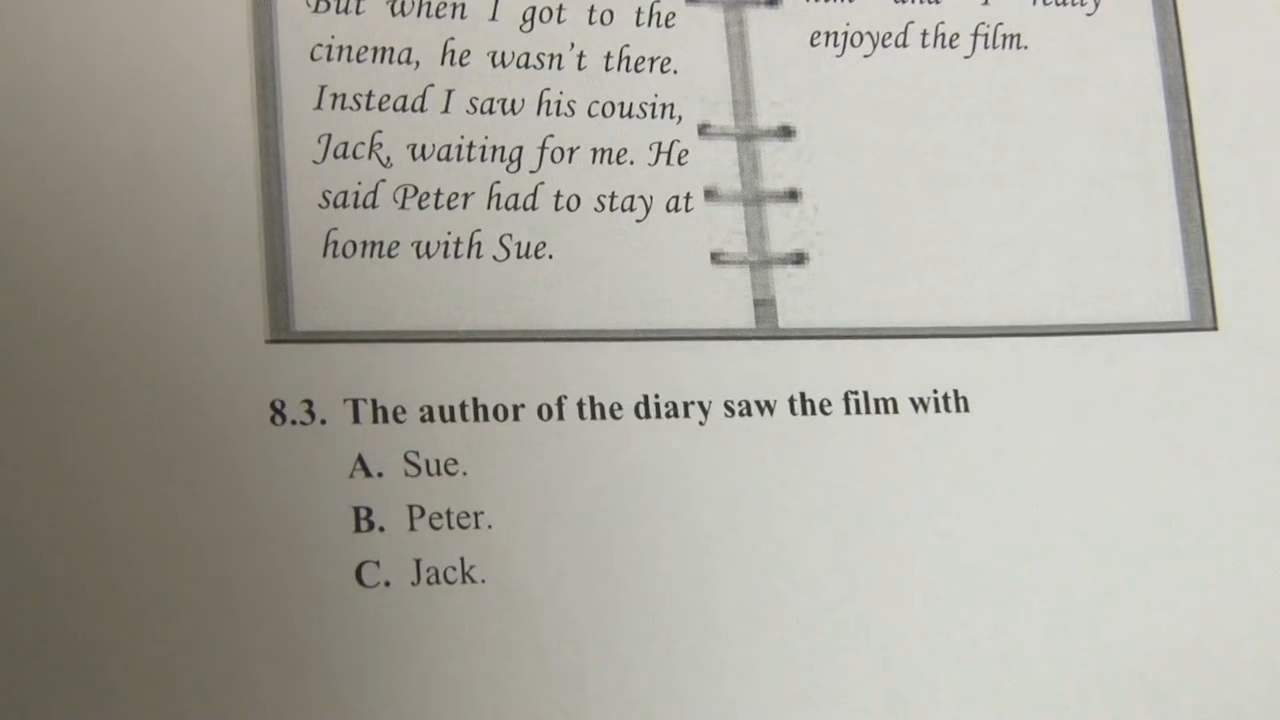 But when I got to the
cinema, he wasn't there.
Instead I saw his cousin,
Jack, waiting for me. He
said Peter had to stay at
home with Sue.
I really
enjoyed the film.
8.3. The author of the diary saw the film with
A. Sue.
B. Peter.
C. Jack.